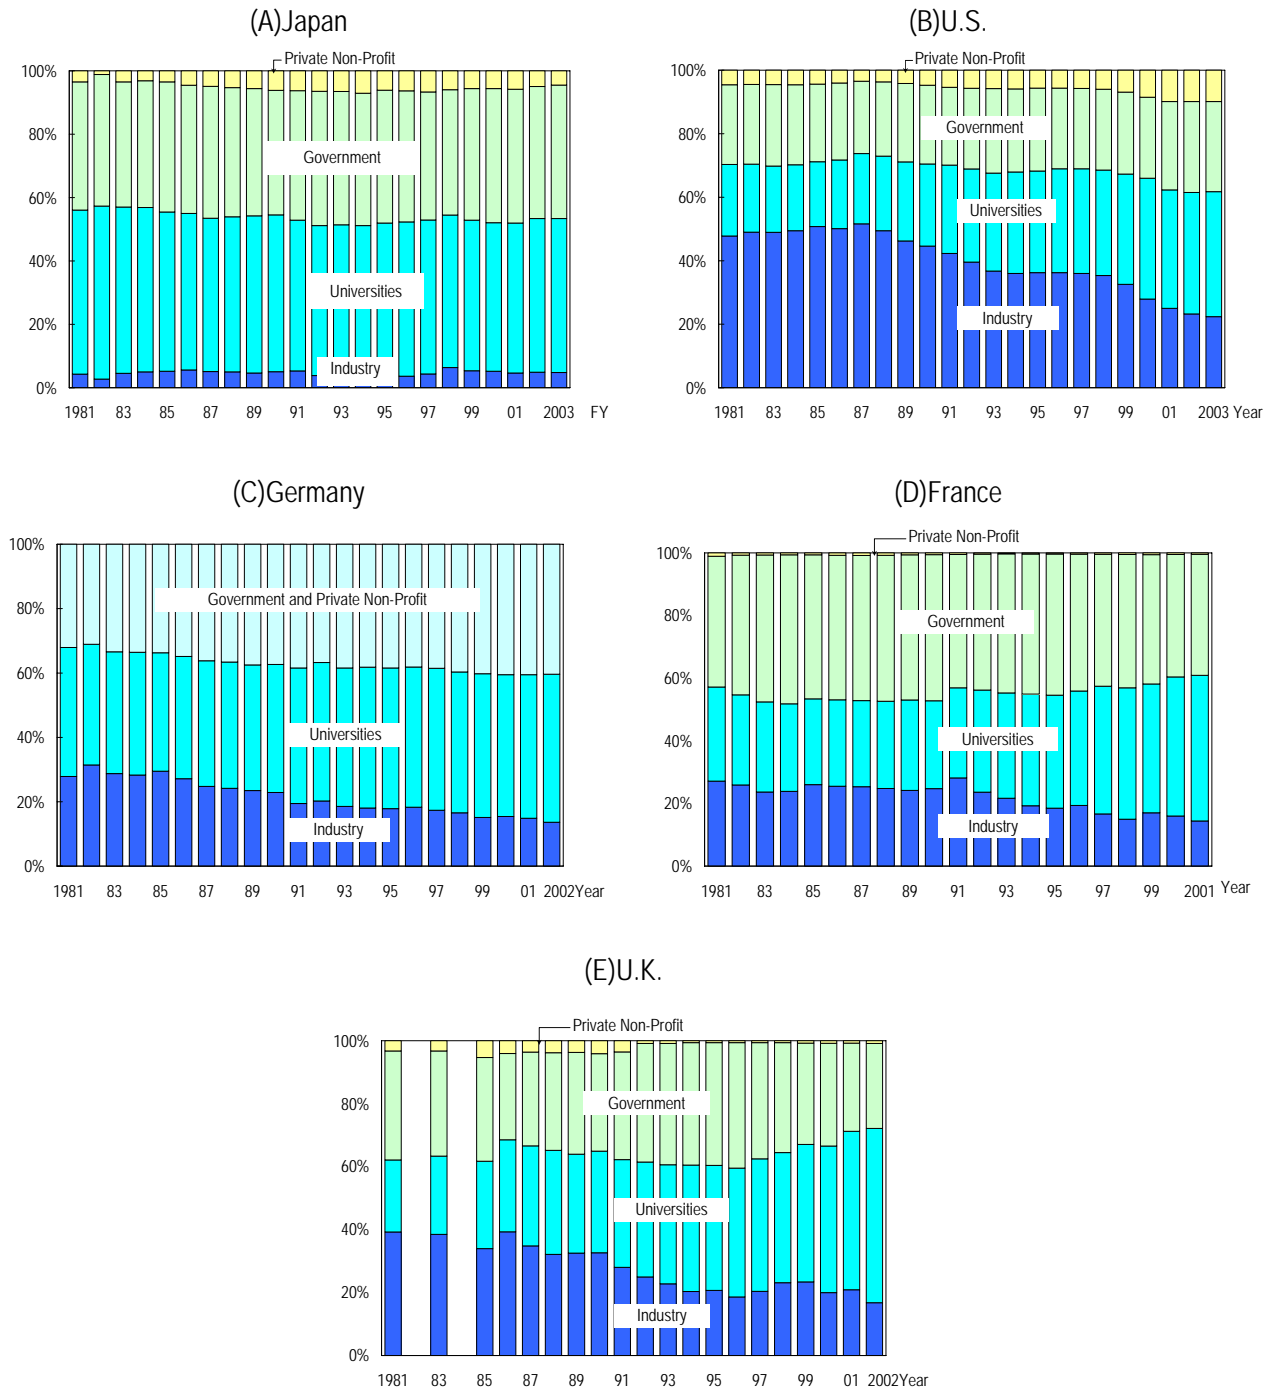 (A)Japan
Private Non-Profit
100%
80%
60%
40%
20%
0%
Government
Universities
Industry
1981 83 85 87 89 91 93 95 97 99 01 2003 FY
(B)U.S.
Private Non-Profit
100%
80%
60%
40%
20%
0%
Government
Universities
Industry
1981 83 85 87 89 91 93 95 97 99 01 2003 Year
(C)Germany
100%
80%
60%
40%
20%
0%
Government and Private Non-Profit
Universities
Industry
1981 83 85 87 89 91 93 95 97 99 01 2002Year
(D)France
Private Non-Profit
100%
80%
60%
40%
20%
0%
Government
Universities
Industry
1981 83 85 87 89 91 93 95 97 99 2001 Year
(E)U.K.
Private Non-Profit
100%
80%
60%
40%
20%
0%
Government
Universities
Industry
1981 83 85 87 89 91 93 95 97 99 01 2002Year